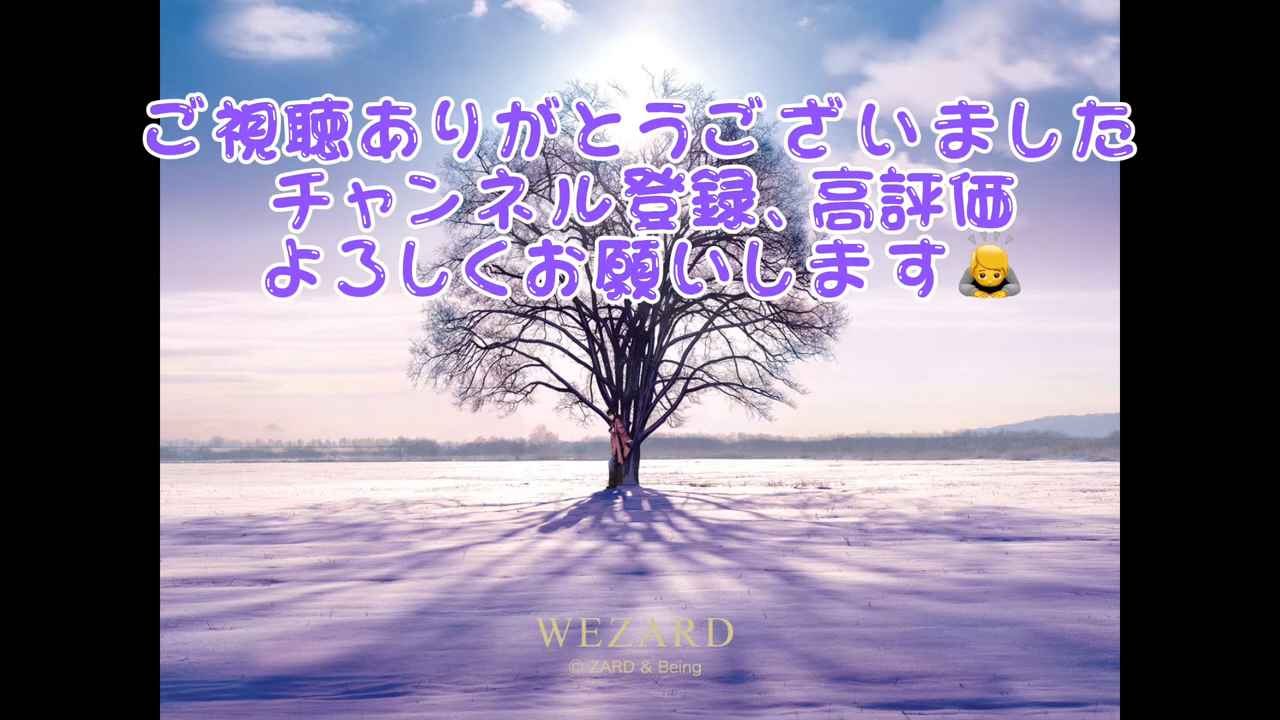 ご視聴ありがとうございました
チャンネル登録、高評価
よろしくお願いします🙇
WEZARD
© ZARD & Being